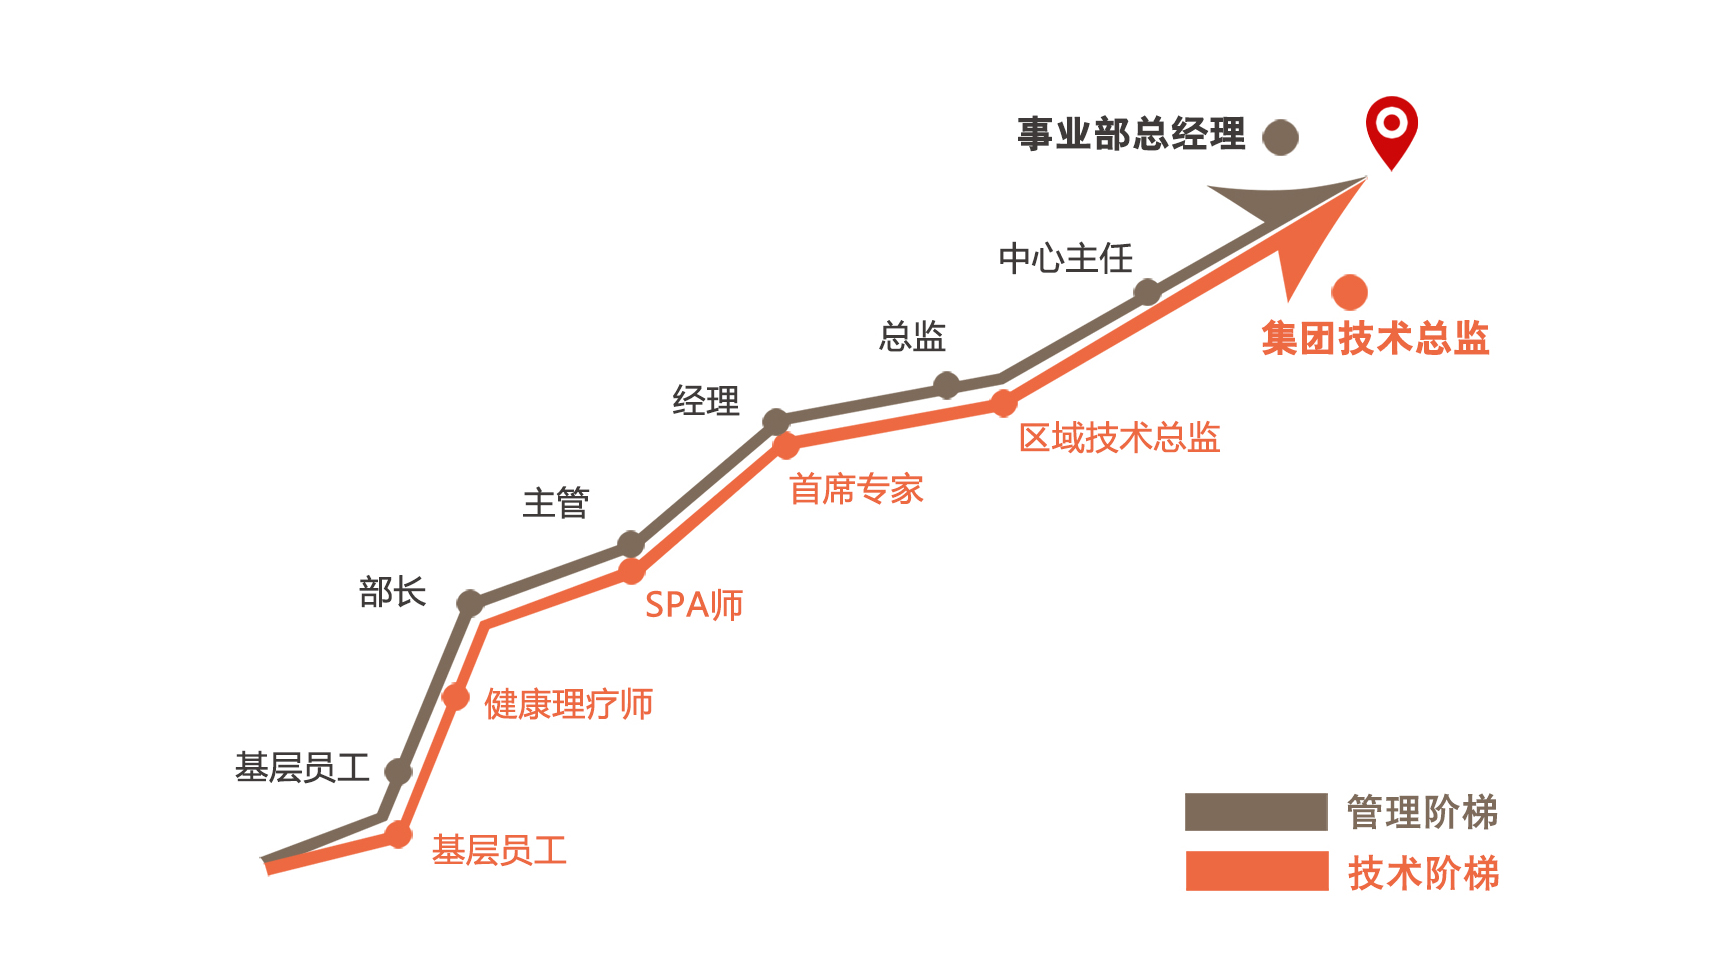 事业部总经理
中心主任
集团技术总监
总监
经理
区域技术总监
首席专家
主管
部长
SPA师
健康理疗师
基层员工
基层员工
管理阶梯
技术阶梯